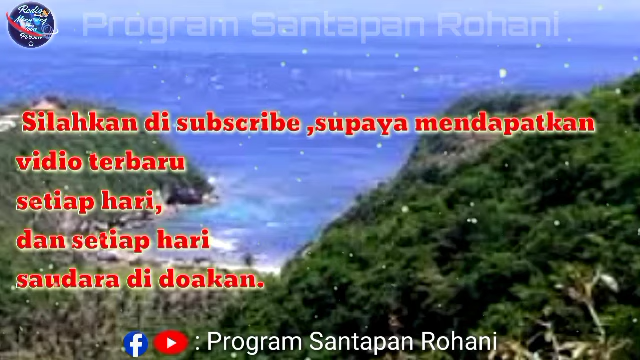 Program Santapan Rohani
Silahkan di subscribe ,supaya mendapatkan
vidio terbaru
setiap hari,
dan setiap hari
saudara di doakan.
: Program Santapan Rohani